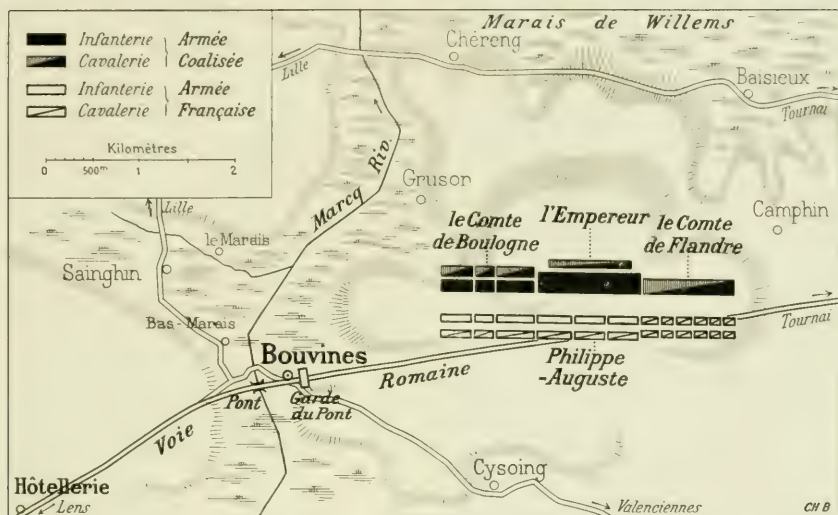 Infanterie Armée
Cavalerie Coalisée
Infanterie Armée
Cavalerie Française
Kilomètres
0 500m 1 2
Marais de Willems
Chéreng
Lille
Baisieux
Tournai
Marcq Riv.
Gruson
Camphin
le Comte
de Boulogne
l'Empereur
le Comte
de Flandre
Lille
le Marais
Sainghin
Bas-Marais
Tournai
Bouvines
Philippe
-Auguste
Voie Romaine
Pont
Garde
du Pont
Cysoing
Hôtellerie
Lens
Valenciennes
CH B